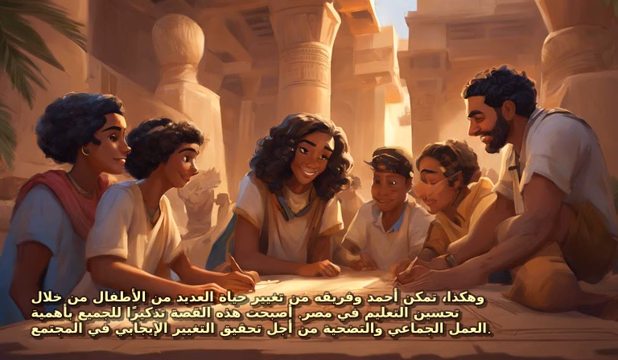 وهكذا، تمكن أحمد وفريقه من تغيير حياة العديد من الأطفال من خلال
تحسين التعليم في مصر. أصبحت هذه القصة تذكيرًا للجميع بأهمية
العمل الجماعي والتضحية من أجل تحقيق التغيير الإيجابي في المجتمع.